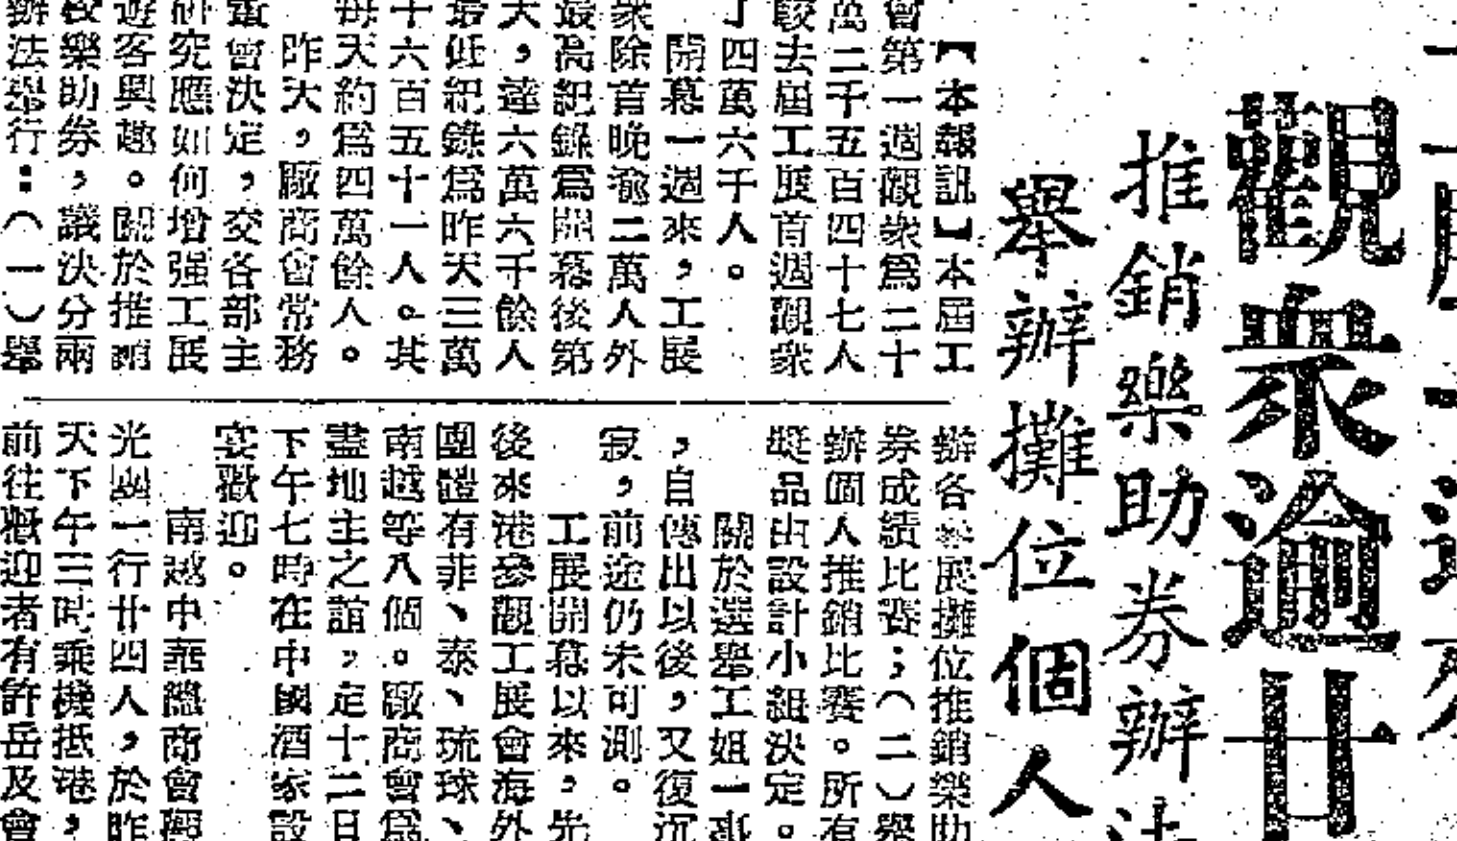 觀衆逾廿
推銷樂助券辦法
舉辦攤位個人
【本報訊】本屆工
會第一週觀衆爲二十
萬二千五百四十七人
較去屆工展首週觀衆
了四萬六千人。
開幕一週來，工展
衆除首晚逾二萬人外
最高紀錄爲開幕後第
天，達六萬六千餘人
最低紀錄爲昨天三萬
十六百五十一人。其
每天約爲四萬餘人。
昨天，廠商會常務
會決定，交各部主
研究應如何增强工展
遊客興趣。關於推銷
樂助券，議決分兩
辦法舉行：（一）舉
辦各參展攤位推銷樂助
券成績比賽；（二）舉
辦個人推銷比賽。所有
獎品由設計小組決定。
關於選舉工姐一事
，自傳出以後，又復沉
寂，前途仍未可測。
工展開幕以來，先
後來港參觀工展會海外
團體有菲、泰、琉球、
南越等八個。廠商會爲
盡地主之誼，定十二日
下午七時在中國酒家設
宴歡迎。
南越中華總商會
光國一行廿四人，於昨
天下午三時乘機抵港，
前往歡迎者有許岳及會